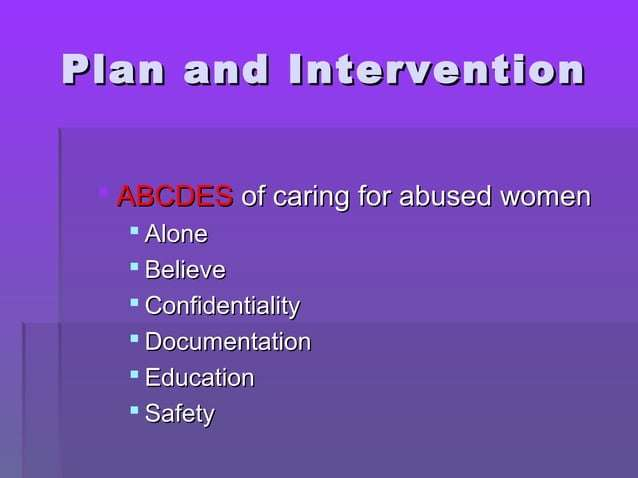 Plan and Intervention
ABCDES of caring for abused women
Alone
Believe
Confidentiality
Documentation
Education
Safety